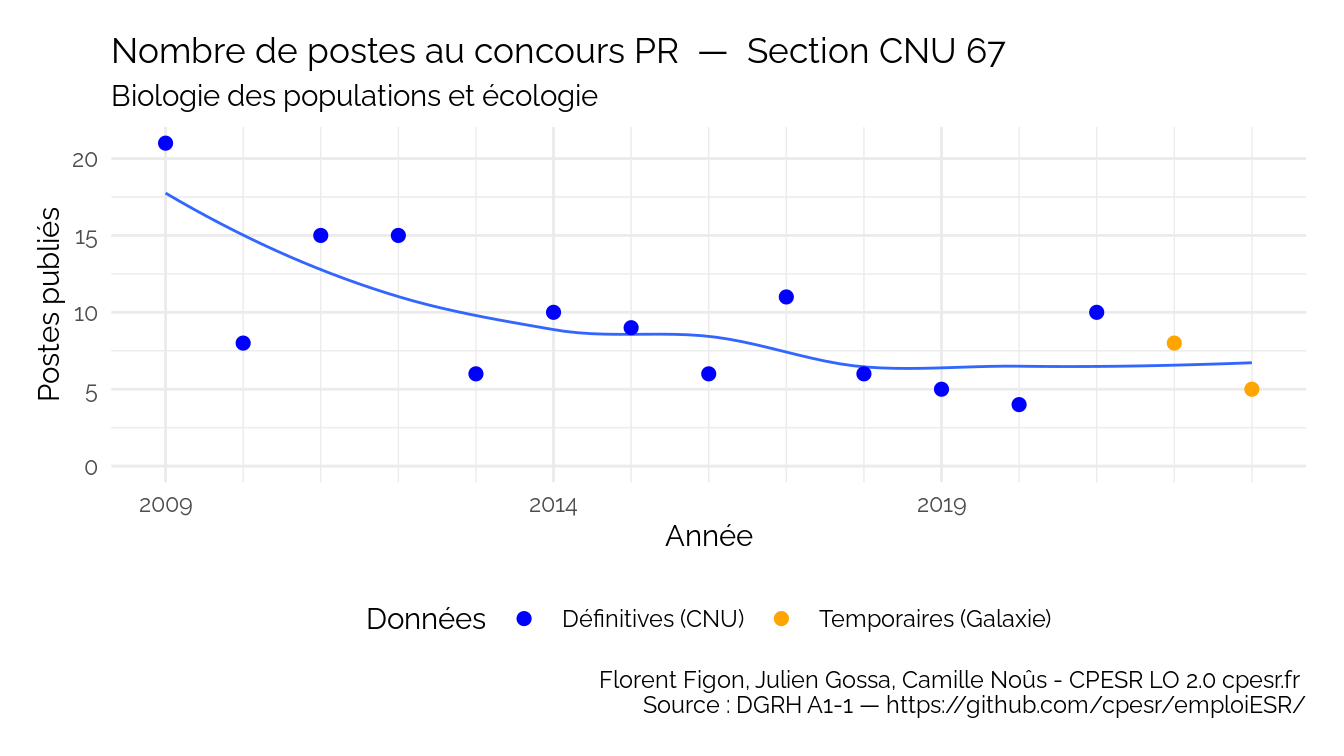 Nombre de postes au concours PR — Section CNU 67
Biologie des populations et écologie
Postes publiés
20
15
10
5
0
2009 2014 2019
Année
Données Définitives (CNU) Temporaires (Galaxie)
Florent Figon, Julien Gossa, Camille Noûs - CPESR LO 2.0 cpesr.fr
Source : DGRH A1-1 — https://github.com/cpesr/emploiESR/